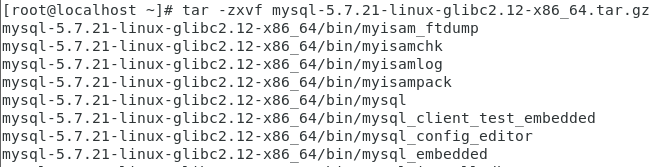 [root@localhost ~]# tar -zxvf mysql-5.7.21-linux-glibc2.12-x86_64.tar.gz
mysql-5.7.21-linux-glibc2.12-x86_64/bin/myisam_ftdump
mysql-5.7.21-linux-glibc2.12-x86_64/bin/myisamchk
mysql-5.7.21-linux-glibc2.12-x86_64/bin/myisamlog
mysql-5.7.21-linux-glibc2.12-x86_64/bin/myisampack
mysql-5.7.21-linux-glibc2.12-x86_64/bin/mysql
mysql-5.7.21-linux-glibc2.12-x86_64/bin/mysql_client_test_embedded
mysql-5.7.21-linux-glibc2.12-x86_64/bin/mysql_config_editor
mysql-5.7.21-linux-glibc2.12-x86_64/bin/mysql_embedded